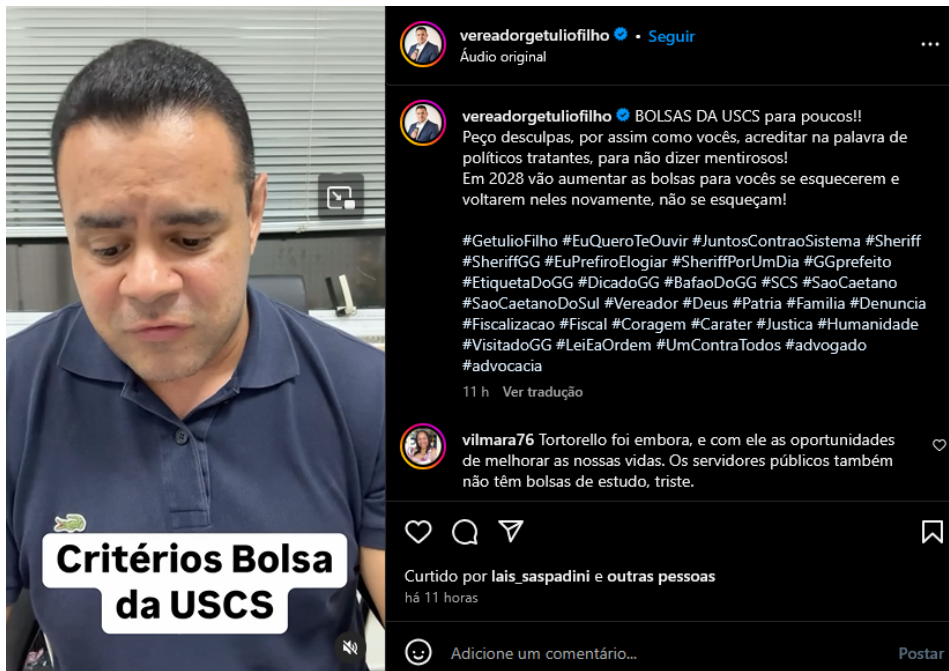 Critérios Bolsa
da USCS
vereadorgetuliofilho • Seguir
Áudio original
vereadorgetuliofilho BOLSAS DA USCS para poucos!!
Peço desculpas, por assim como vocês, acreditar na palavra de
políticos tratantes, para não dizer mentirosos!
Em 2028 vão aumentar as bolsas para vocês se esquecerem e
voltarem neles novamente, não se esqueçam!
#GetulioFilho #EuQueroTeOuvir #JuntosContraoSistema #Sheriff
#SheriffGG #EuPrefiroElogiar #SheriffPorUmDia #GGprefeito
#EtiquetaDoGG #DicadoGG #BafaoDoGG #SCS #SaoCaetano
#SaoCaetanoDoSul #Vereador #Deus #Patria #Familia #Denuncia
#Fiscalizacao #Fiscal #Coragem #Carater #Justica #Humanidade
#VisitadoGG #LeiEaOrdem #UmContraTodos #advogado
#advocacia
11 h Ver tradução
vilmara76 Tortorello foi embora, e com ele as oportunidades
de melhorar as nossas vidas. Os servidores públicos também
não têm bolsas de estudo, triste.
Curtido por lais_saspadini e outras pessoas
há 11 horas
Adicione um comentário...
Postar